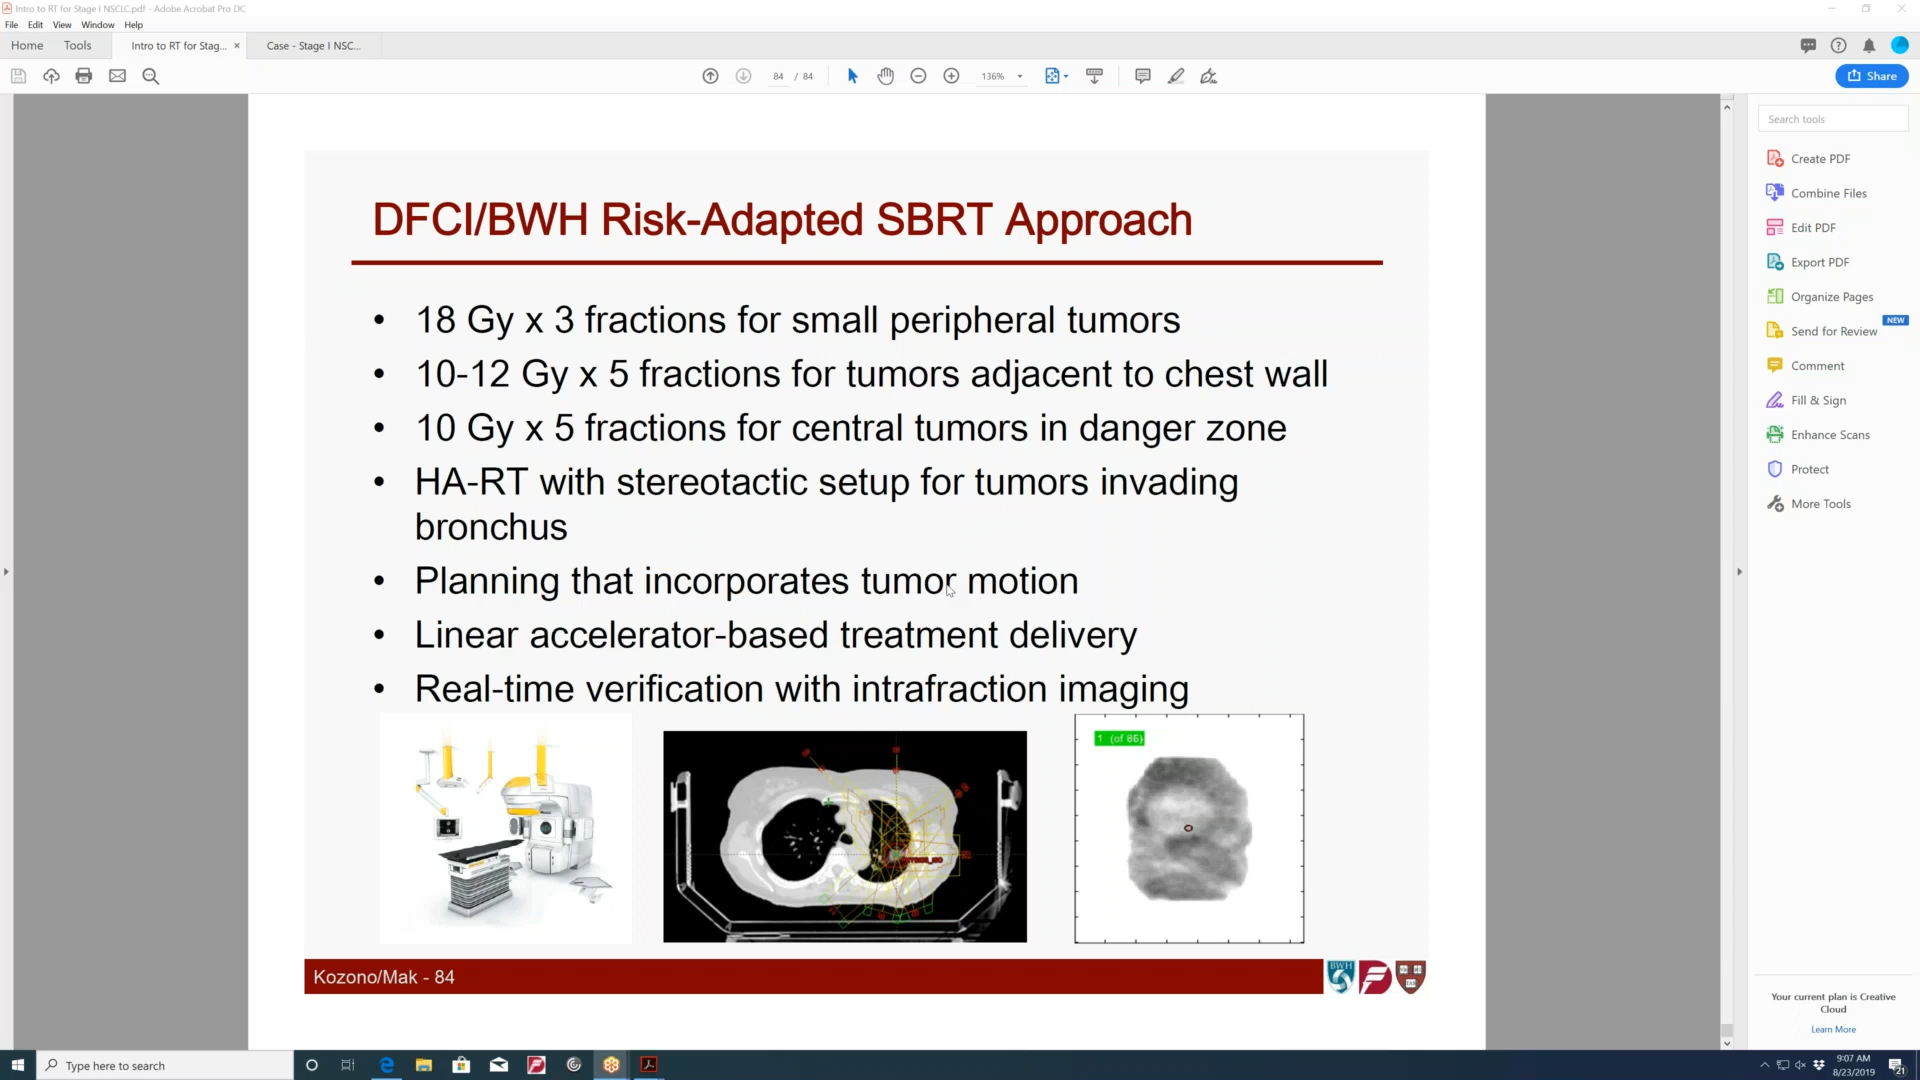 Intro to RT for Stage I NSCLC.pdf - Adobe Acrobat Pro DC
File Edit View Window Help
Home Tools Intro to RT for Stag... × Case - Stage I NSC...
84 / 84 136% Share
Search tools
Create PDF
Combine Files
Edit PDF
Export PDF
Organize Pages
NEW
Send for Review
Comment
Fill & Sign
Enhance Scans
Protect
More Tools
Your current plan is Creative
Cloud
Learn More
DFCI/BWH Risk-Adapted SBRT Approach
• 18 Gy x 3 fractions for small peripheral tumors
• 10-12 Gy x 5 fractions for tumors adjacent to chest wall
• 10 Gy x 5 fractions for central tumors in danger zone
• HA-RT with stereotactic setup for tumors invading
bronchus
• Planning that incorporates tumor motion
• Linear accelerator-based treatment delivery
• Real-time verification with intrafraction imaging
1 (of 86)
Kozono/Mak - 84
BWH
Type here to search
9:07 AM
8/23/2019
21